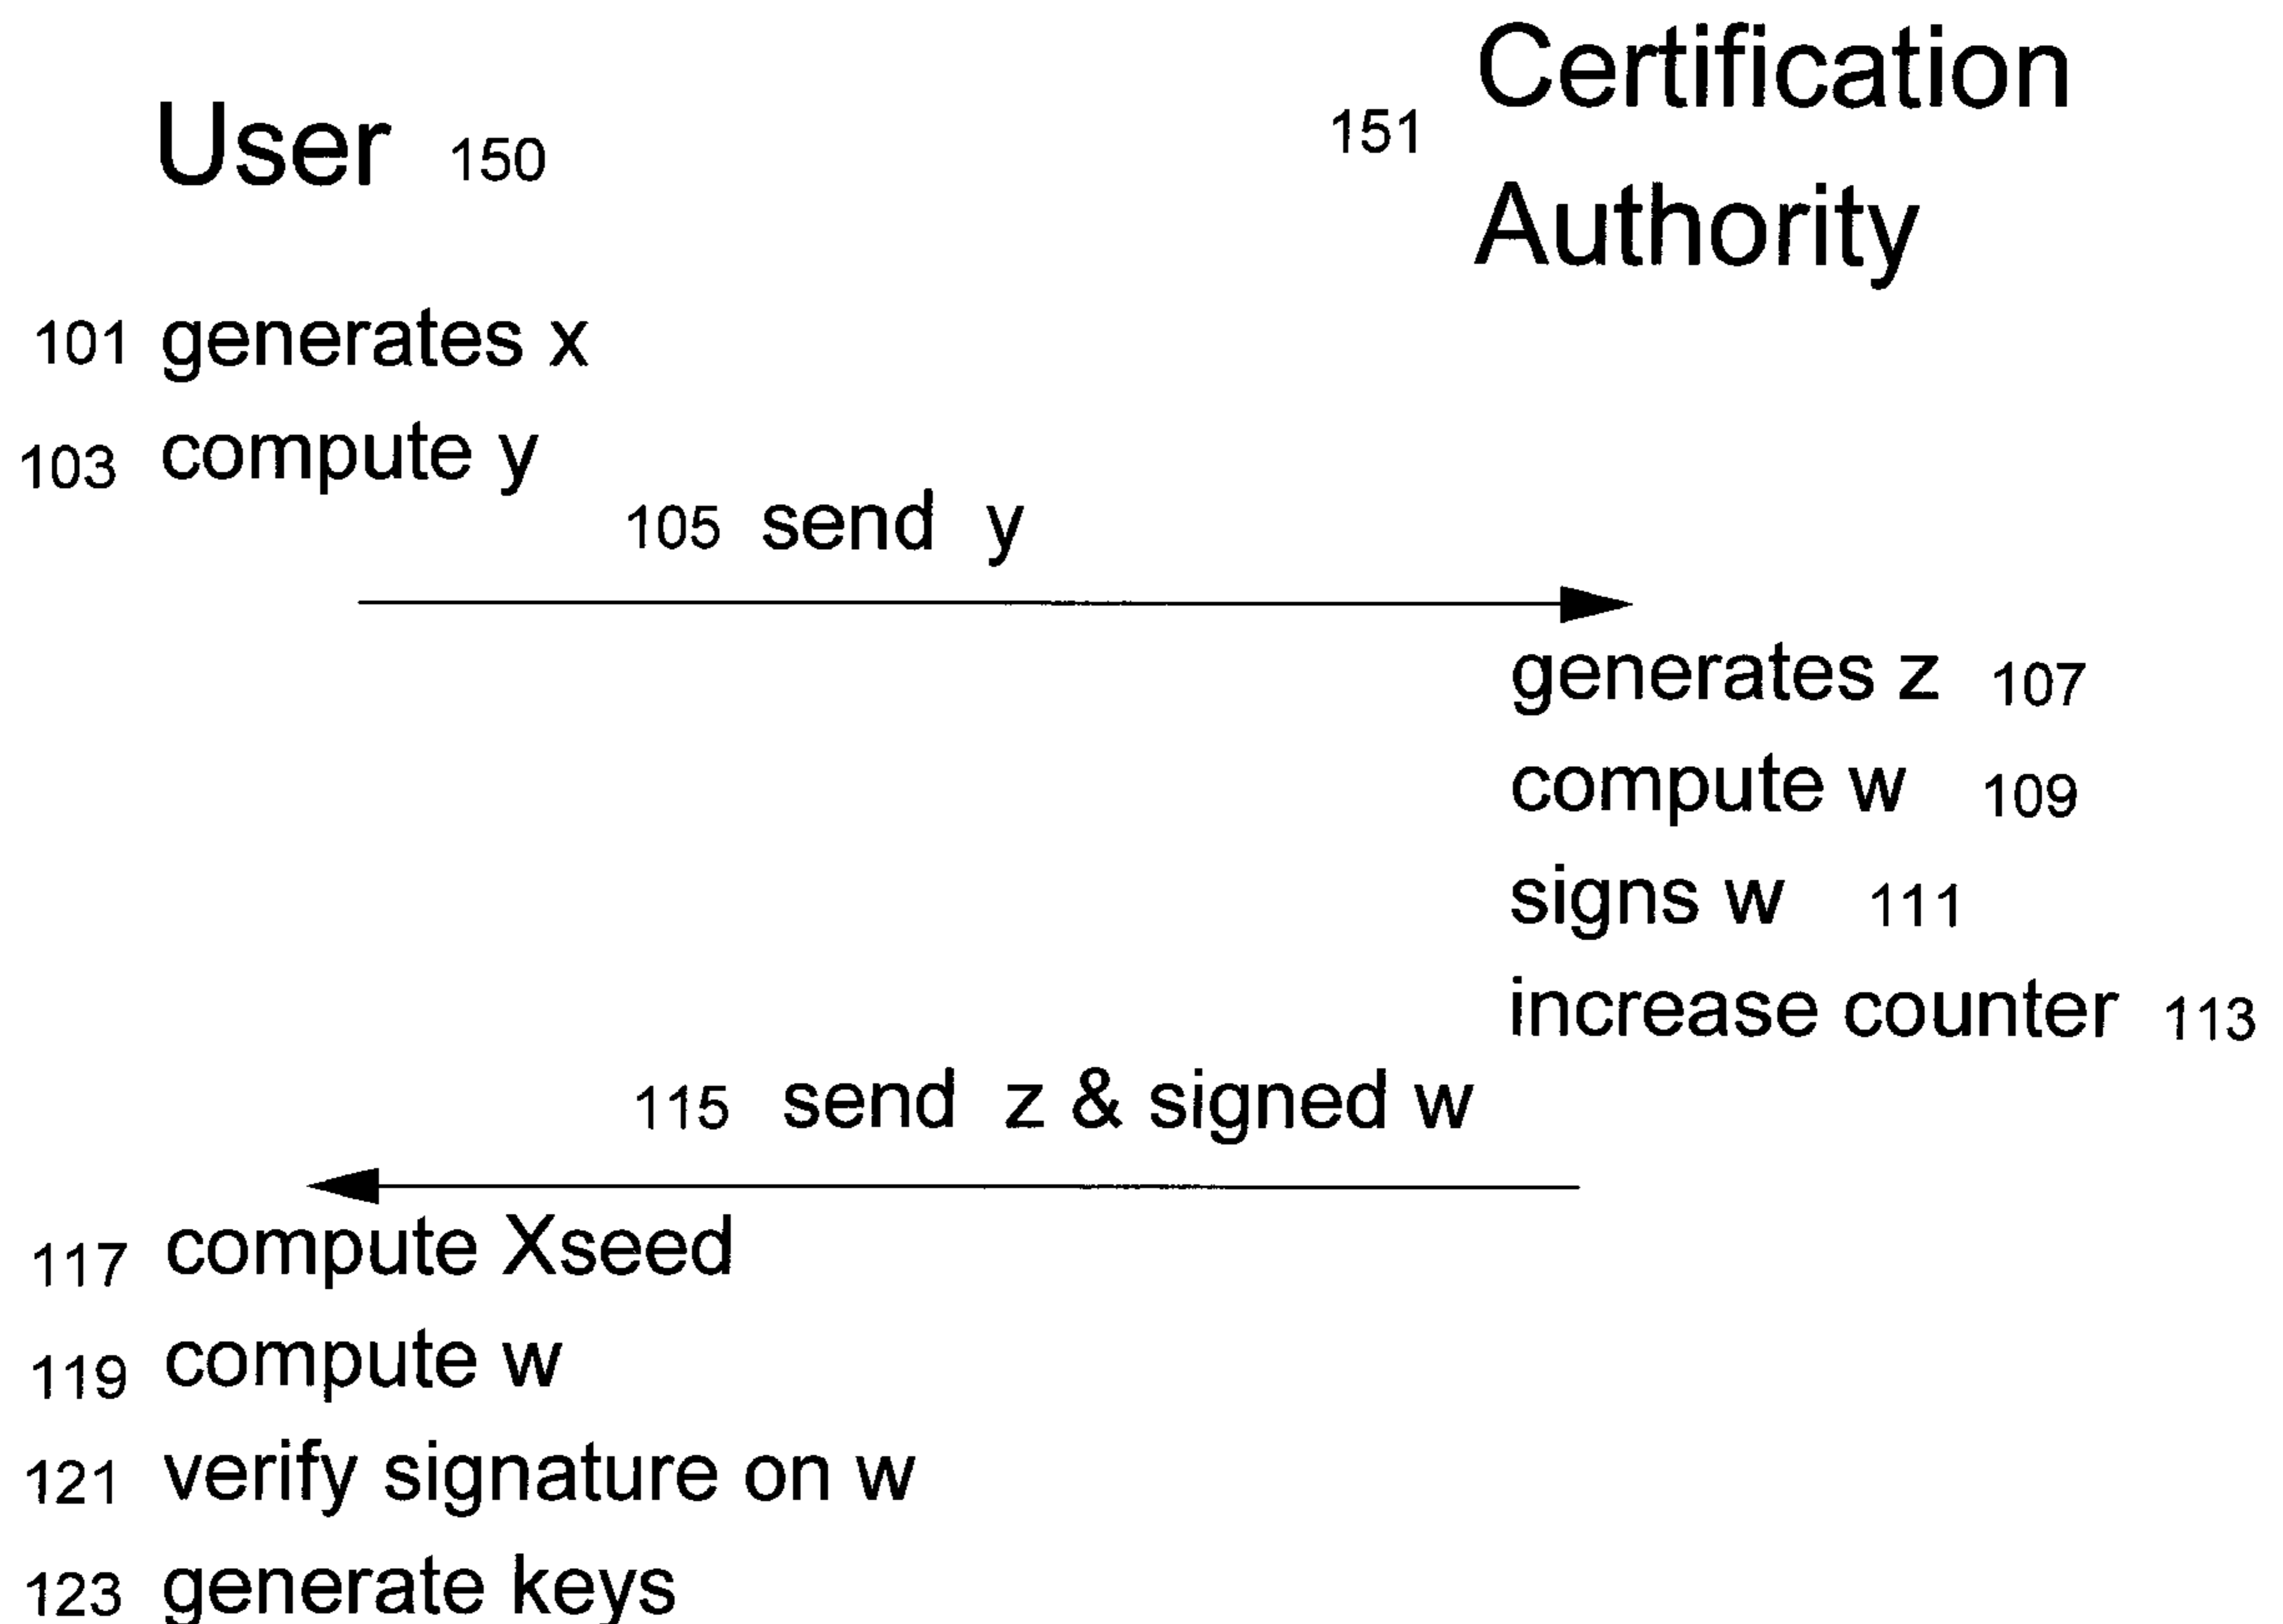 User 150
151 Certification
Authority
101 generates x
103 compute y
105 send y
generates z 107
compute w 109
signs w 111
increase counter 113
115 send z & signed w
117 compute Xseed
119 compute w
121 verify signature on w
123 generate keys